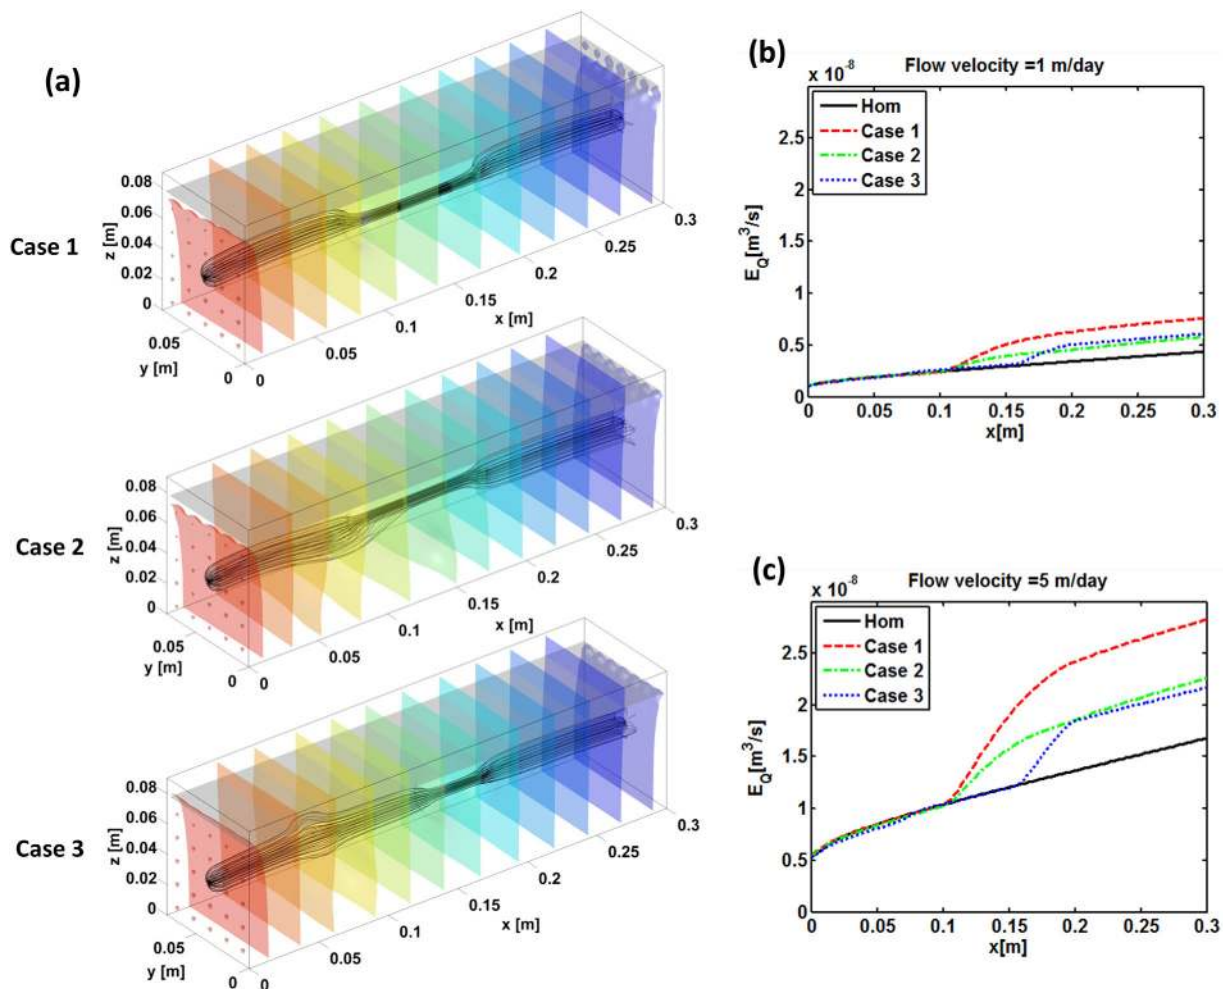 (a)
Case 1
0.08
0.06
0.04
0.02
0
z [m]
0.05
0
y [m]
0
0.05
0.1
0.15
0.2
0.25
0.3
x [m]
Case 2
0.08
0.06
0.04
0.02
0
z [m]
0.05
0
y [m]
0
0.05
0.1
0.15
0.2
0.25
0.3
x [m]
Case 3
0.08
0.06
0.04
0.02
0
z [m]
0.05
0
y [m]
0
0.05
0.1
0.15
0.2
0.25
0.3
x [m]
(b)
x 10⁻⁸
Flow velocity =1 m/day
Hom
Case 1
Case 2
Case 3
2.5
2
1.5
1
0.5
0
E_Q[m³/s]
0 0.05 0.1 0.15 0.2 0.25 0.3
x[m]
(c)
x 10⁻⁸
Flow velocity =5 m/day
Hom
Case 1
Case 2
Case 3
2.5
2
1.5
1
0.5
0
E_Q[m³/s]
0 0.05 0.1 0.15 0.2 0.25 0.3
x[m]